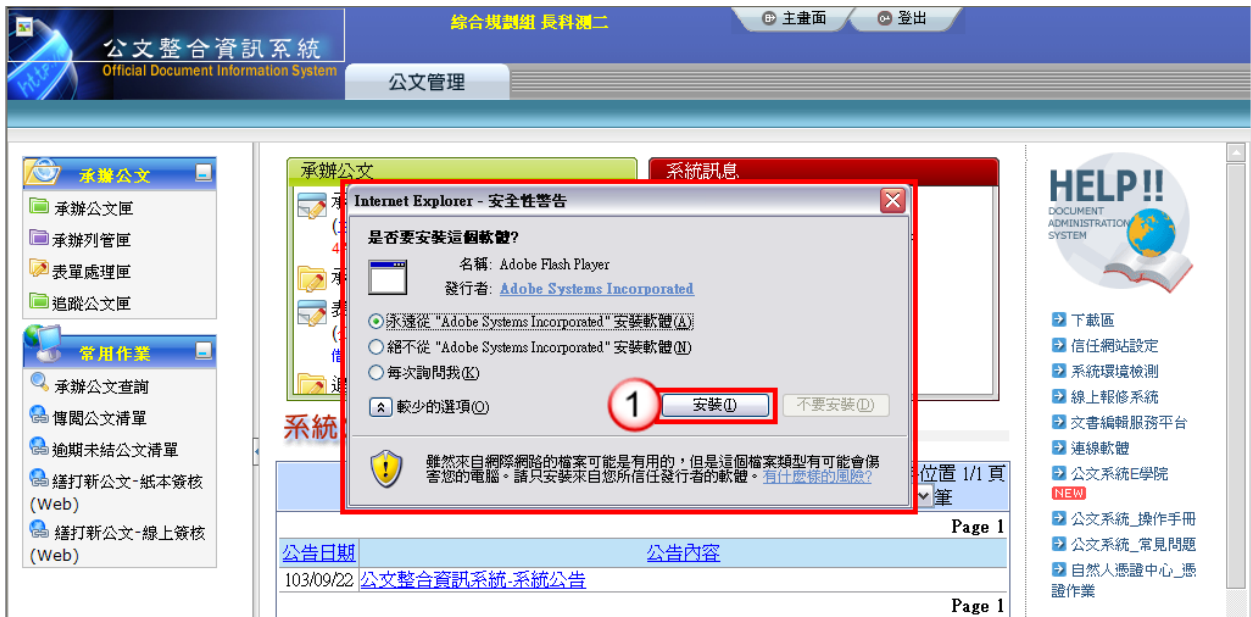 綜合規劃組 長科測二
主畫面
登出
公文整合資訊系統
Official Document Information System
公文管理
承辦公文
承辦公文匣
承辦列管匣
表單處理匣
追蹤公文匣
常用作業
承辦公文查詢
傳閱公文清單
逾期未結公文清單
繕打新公文-紙本簽核
(Web)
繕打新公文-線上簽核
(Web)
承辦公文
系統訊息
Internet Explorer - 安全性警告
是否要安裝這個軟體?
名稱: Adobe Flash Player
發行者: Adobe Systems Incorporated
永遠從 "Adobe Systems Incorporated" 安裝軟體(A)
絕不從 "Adobe Systems Incorporated" 安裝軟體(N)
每次詢問我(K)
較少的選項(O)
1
安裝(I)
不要安裝(D)
雖然來自網際網路的檔案可能是有用的，但是這個檔案類型有可能會傷
害您的電腦。請只安裝來自您所信任發行者的軟體。有什麼樣的風險?
系統
位置 1/1 頁
筆
Page 1
公告日期
公告內容
103/09/22 公文整合資訊系統-系統公告
Page 1
HELP!!
DOCUMENT
ADMINISTRATION
SYSTEM
下載區
信任網站設定
系統環境檢測
線上報修系統
文書編輯服務平台
連線軟體
公文系統E學院
NEW
公文系統_操作手冊
公文系統_常見問題
自然人憑證中心_憑
證作業